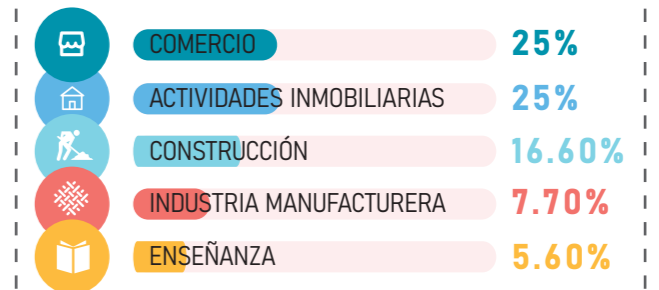 COMERCIO 25%
ACTIVIDADES INMOBILIARIAS 25%
CONSTRUCCIÓN 16.60%
INDUSTRIA MANUFACTURERA 7.70%
ENSEÑANZA 5.60%